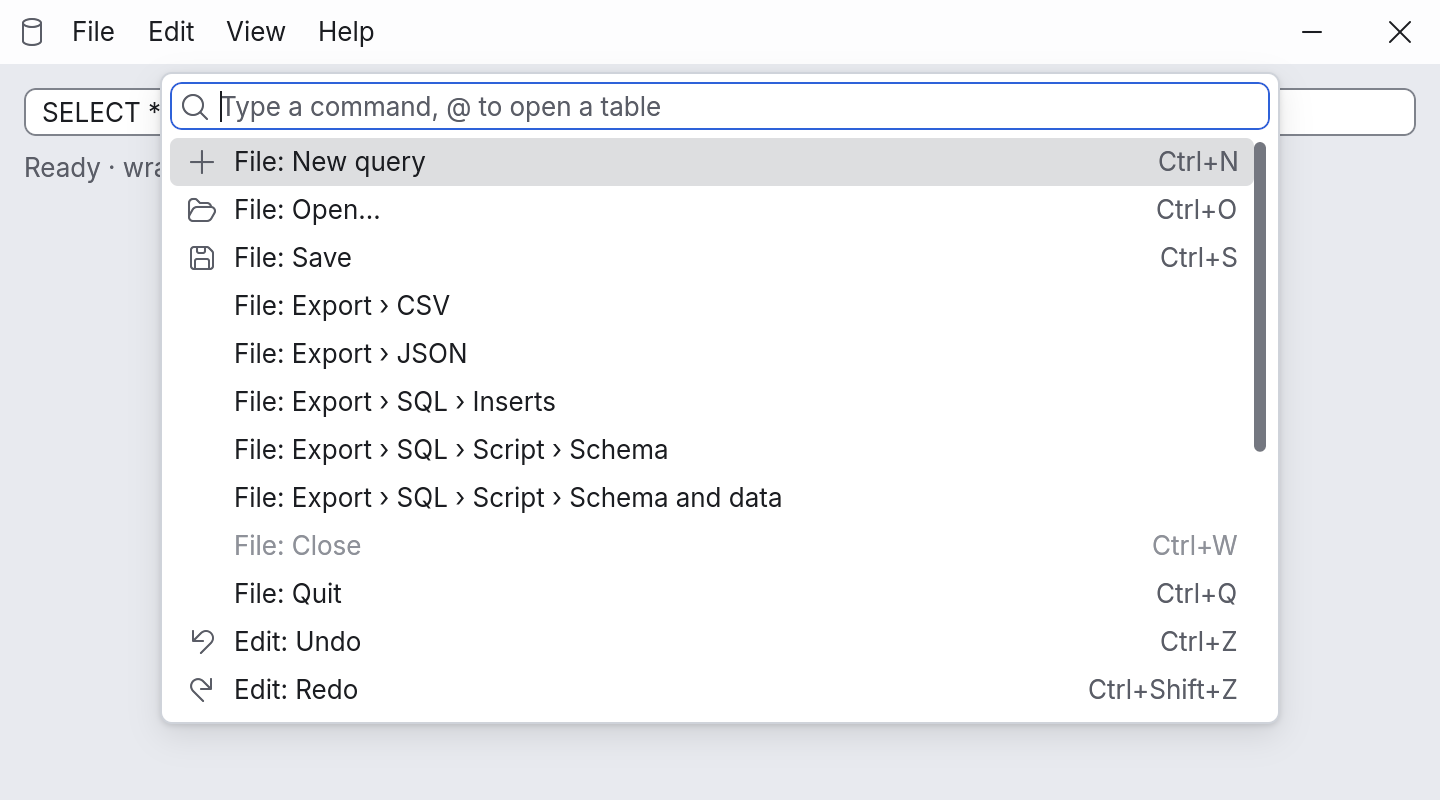 File Edit View Help
SELECT *
Type a command, @ to open a table
Ready · wra
File: New query Ctrl+N
File: Open... Ctrl+O
File: Save Ctrl+S
File: Export › CSV
File: Export › JSON
File: Export › SQL › Inserts
File: Export › SQL › Script › Schema
File: Export › SQL › Script › Schema and data
File: Close Ctrl+W
File: Quit Ctrl+Q
Edit: Undo Ctrl+Z
Edit: Redo Ctrl+Shift+Z